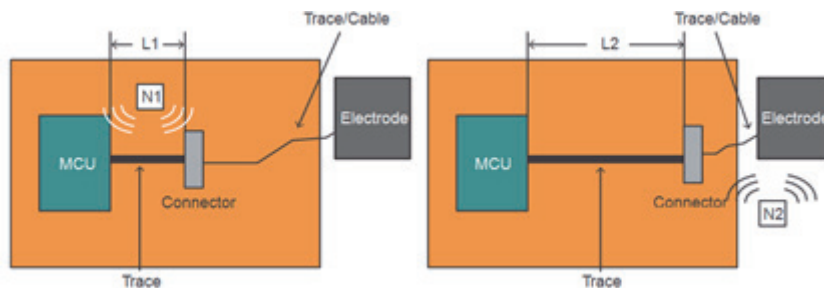 Trace/Cable
L1
N1
MCU
Electrode
Connector
Trace
Trace/Cable
L2
MCU
Electrode
Connector
N2
Trace